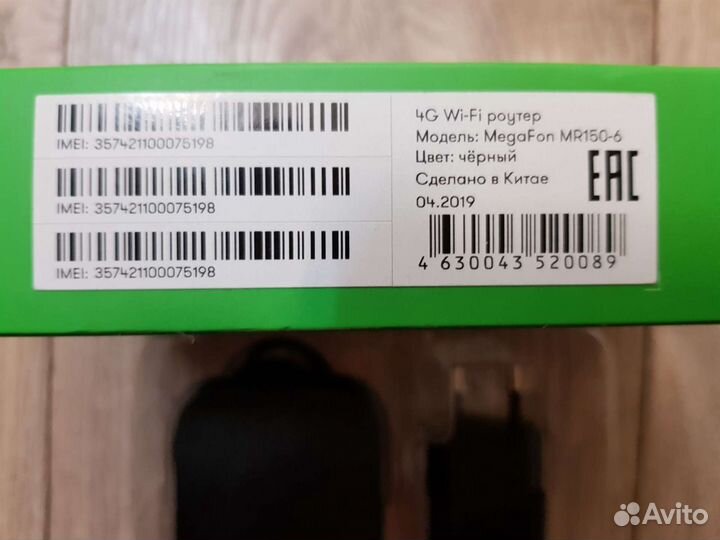 IMEI: 357421100075198
IMEI: 357421100075198
IMEI: 357421100075198
4G Wi-Fi роутер
Модель: MegaFon MR150-6
Цвет: чёрный
Сделано в Китае
04.2019
EAC
4 630043 520089
Avito